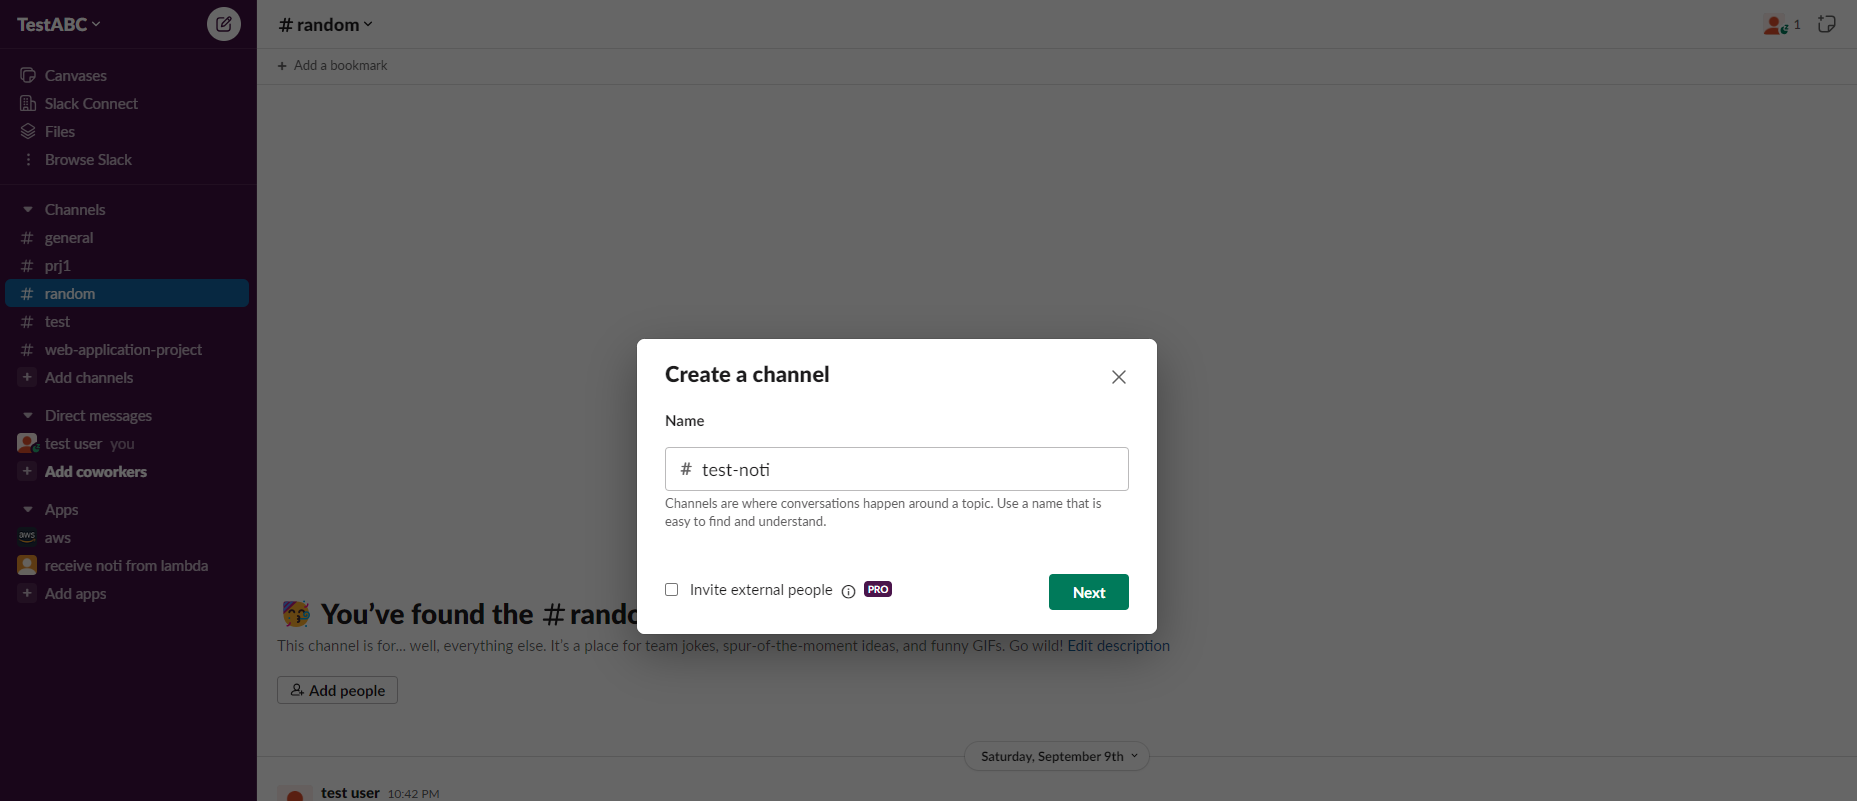 TestABC
Canvases
Slack Connect
Files
Browse Slack
Channels
# general
# prj1
# random
# test
# web-application-project
+ Add channels
Direct messages
test user you
+ Add coworkers
Apps
aws aws
receive noti from lambda
+ Add apps
# random
1
+ Add a bookmark
Create a channel
Name
# test-noti
Channels are where conversations happen around a topic. Use a name that is
easy to find and understand.
Invite external people PRO
Next
You’ve found the # rando
This channel is for... well, everything else. It’s a place for team jokes, spur-of-the-moment ideas, and funny GIFs. Go wild! Edit description
Add people
Saturday, September 9th
test user 10:42 PM